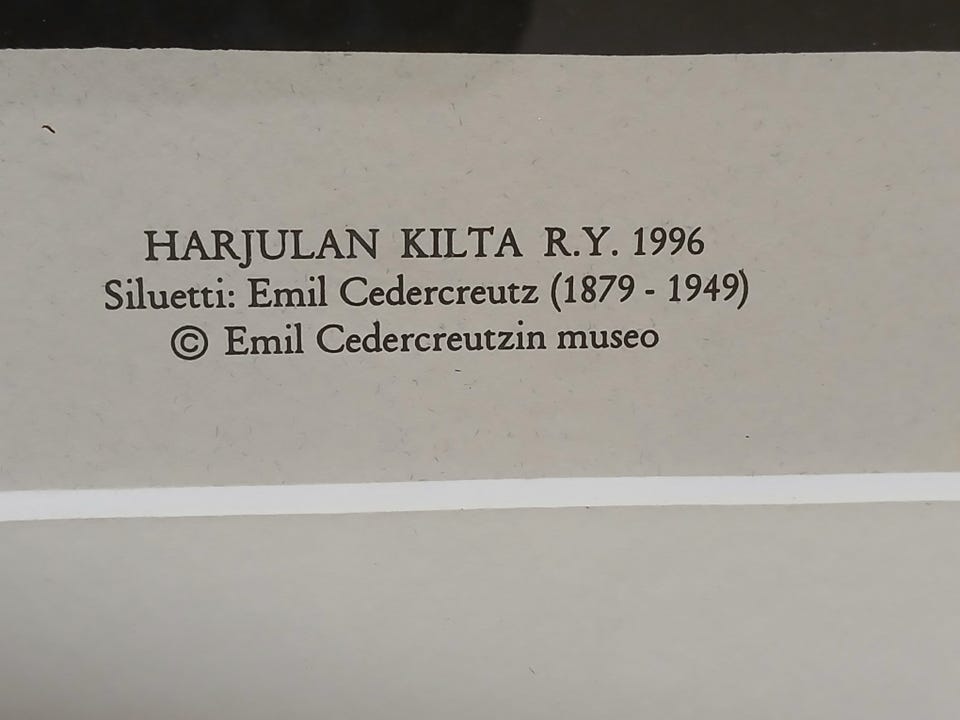 HARJULAN KILTA R.Y. 1996
Siluetti: Emil Cedercreutz (1879 - 1949)
© Emil Cedercreutzin museo